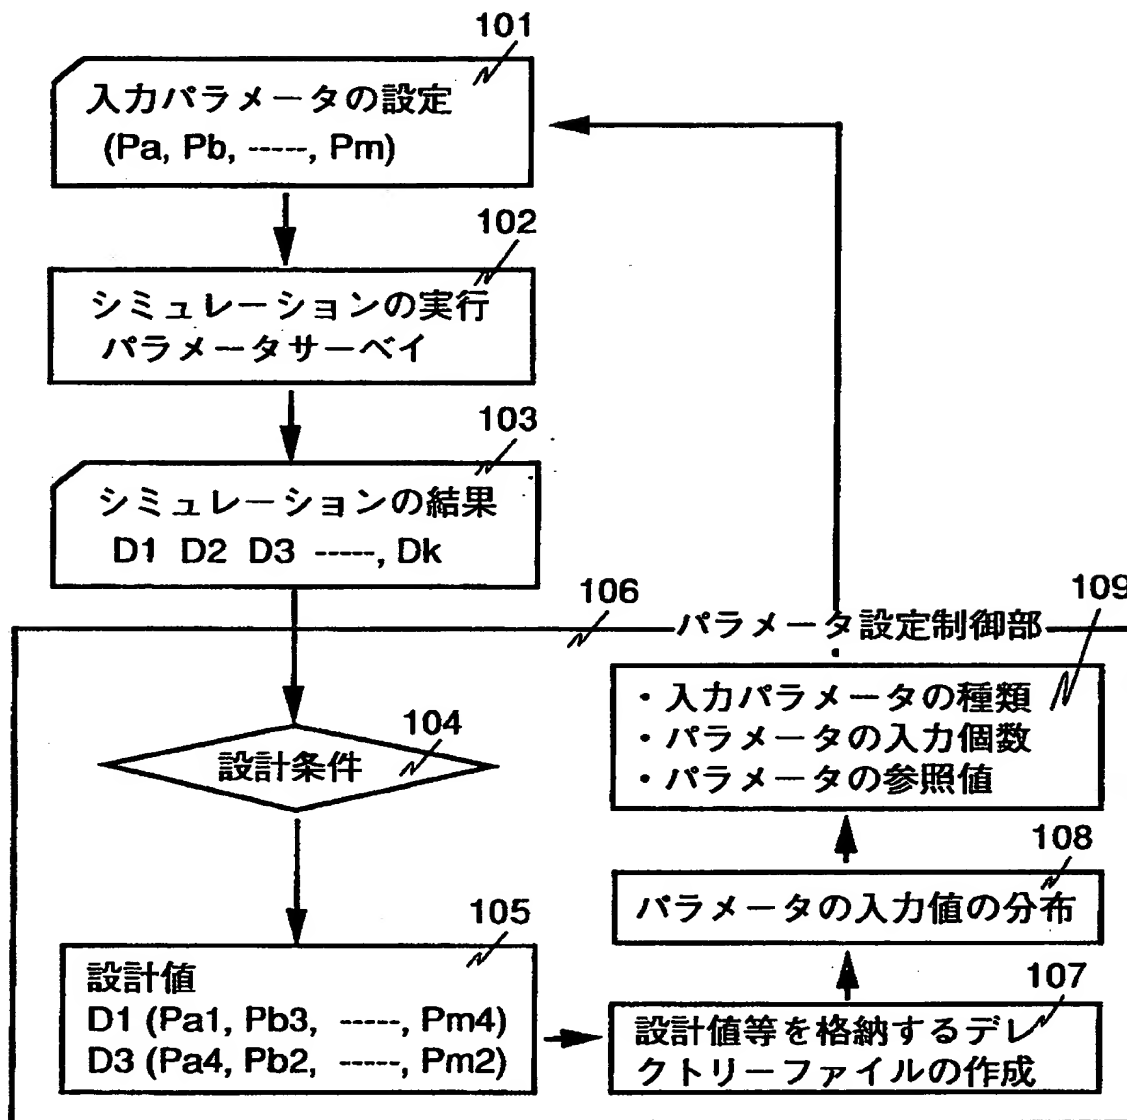 101
入力パラメータの設定
(Pa, Pb, -----, Pm)
102
シミュレーションの実行
パラメータサーベイ
103
シミュレーションの結果
D1 D2 D3 -----, Dk
106
パラメータ設定制御部
109
・入力パラメータの種類
・パラメータの入力個数
・パラメータの参照値
104
設計条件
108
パラメータの入力値の分布
105
設計値
D1 (Pa1, Pb3, -----, Pm4)
D3 (Pa4, Pb2, -----, Pm2)
107
設計値等を格納するデレ
クトリーファイルの作成